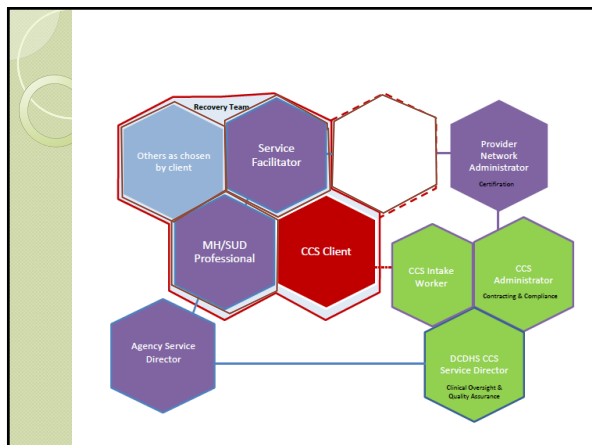 Recovery Team
Others as chosen
by client
Service
Facilitator
Provider
Network
Administrator
Certification
MH/SUD
Professional
CCS Client
CCS Intake
Worker
CCS
Administrator
Contracting & Compliance
Agency Service
Director
DCDHS CCS
Service Director
Clinical Oversight &
Quality Assurance